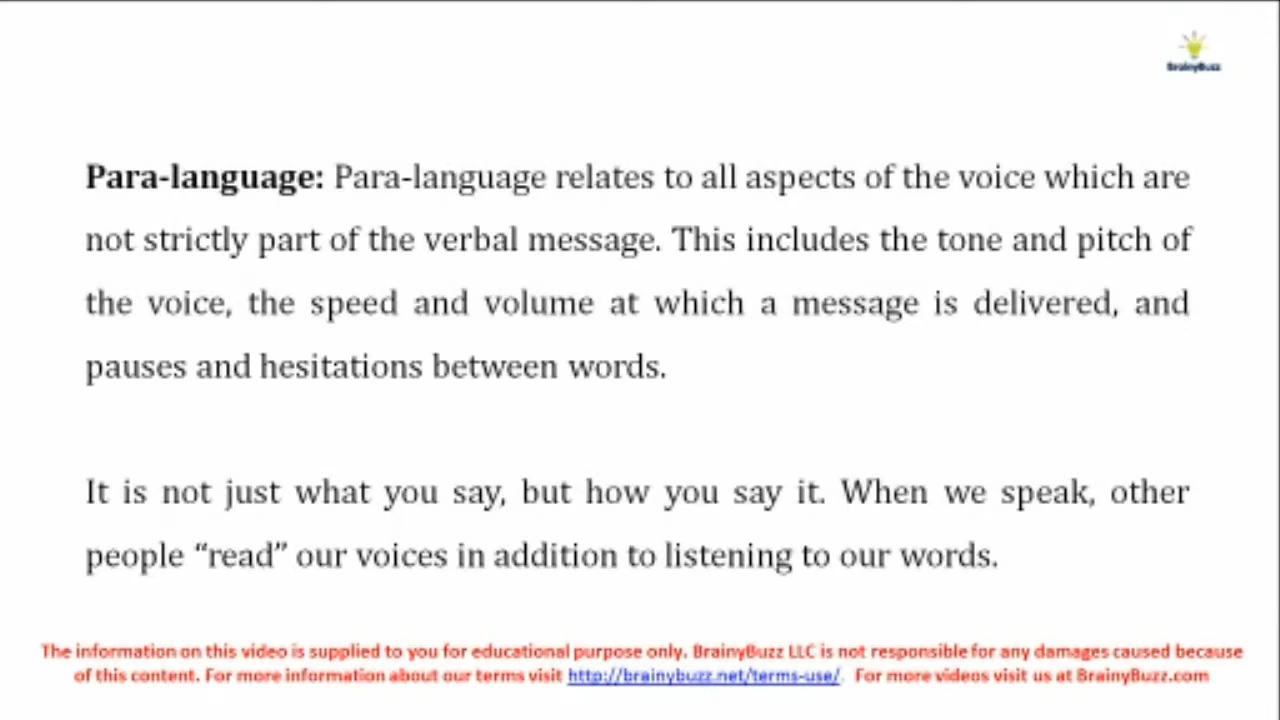 BrainyBuzz
Para-language: Para-language relates to all aspects of the voice which are
not strictly part of the verbal message. This includes the tone and pitch of
the voice, the speed and volume at which a message is delivered, and
pauses and hesitations between words.
It is not just what you say, but how you say it. When we speak, other
people “read” our voices in addition to listening to our words.
The information on this video is supplied to you for educational purpose only. BrainyBuzz LLC is not responsible for any damages caused because
of this content. For more information about our terms visit http://brainybuzz.net/terms-use/. For more videos visit us at BrainyBuzz.com